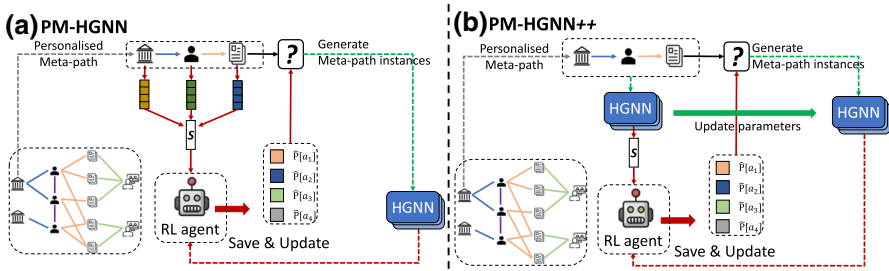 (a) PM-HGNN
Personalised
Meta-path
?
Generate
Meta-path instances
S
RL agent
P̃[a₁]
P̃[a₂]
P̃[a₃]
P̃[a₄]
HGNN
Save & Update
(b) PM-HGNN++
Personalised
Meta-path
?
Generate
Meta-path instances
HGNN
HGNN
Update parameters
S
RL agent
P̃[a₁]
P̃[a₂]
P̃[a₃]
P̃[a₄]
Save & Update